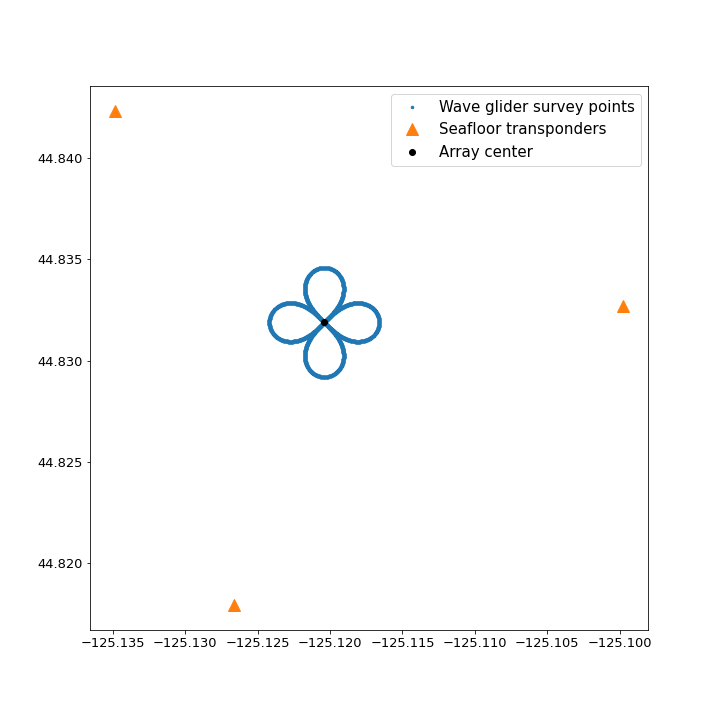 Wave glider survey points
Seafloor transponders
Array center
44.840
44.835
44.830
44.825
44.820
−125.135 −125.130 −125.125 −125.120 −125.115 −125.110 −125.105 −125.100